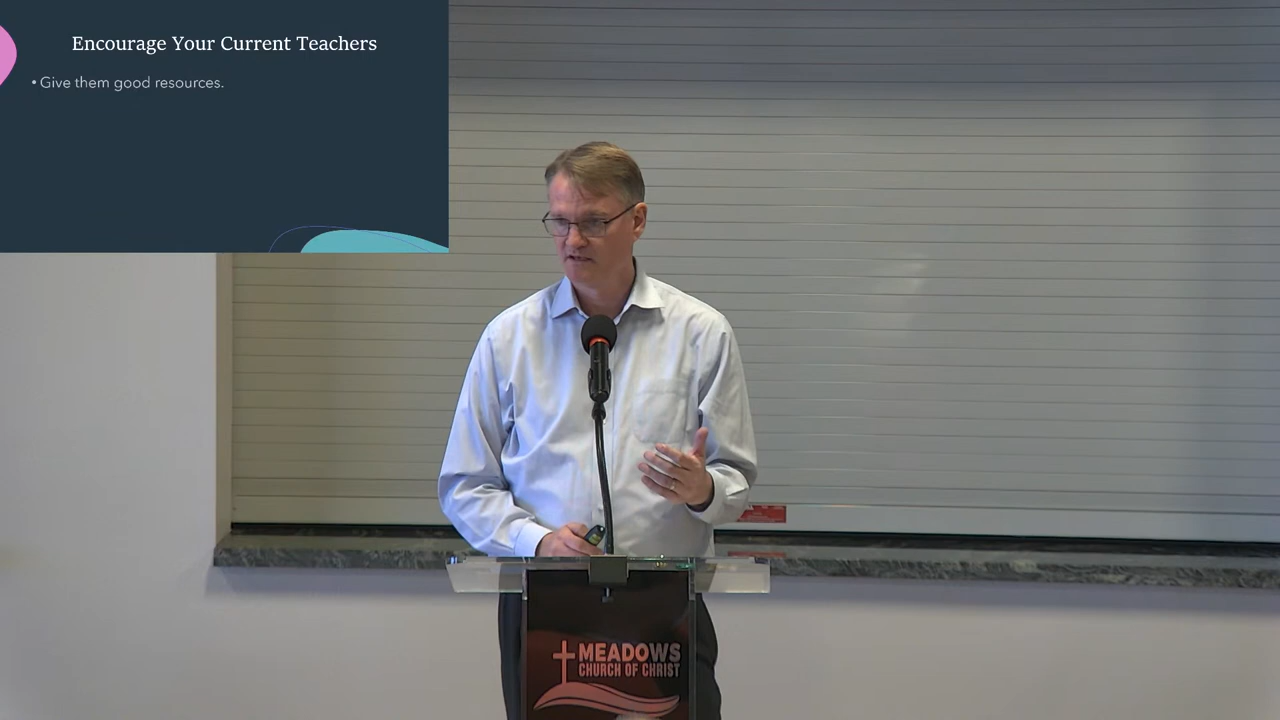 Encourage Your Current Teachers
• Give them good resources.
MEADOWS
CHURCH OF CHRIST